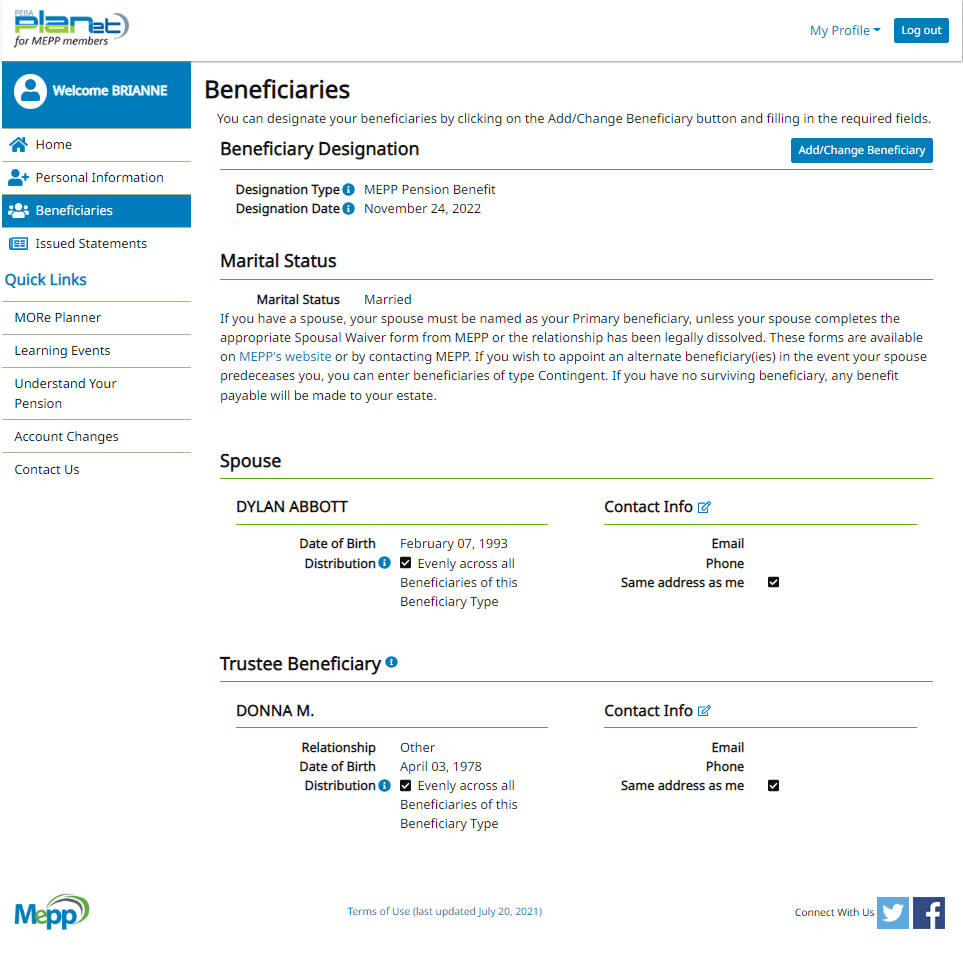 PEBA
planet
for MEPP members
My Profile
Log out
Welcome BRIANNE
Home
Personal Information
Beneficiaries
Issued Statements
Quick Links
MORe Planner
Learning Events
Understand Your
Pension
Account Changes
Contact Us
Beneficiaries
You can designate your beneficiaries by clicking on the Add/Change Beneficiary button and filling in the required fields.
Beneficiary Designation
Add/Change Beneficiary
Designation Type MEPP Pension Benefit
Designation Date November 24, 2022
Marital Status
Marital Status Married
If you have a spouse, your spouse must be named as your Primary beneficiary, unless your spouse completes the
appropriate Spousal Waiver form from MEPP or the relationship has been legally dissolved. These forms are available
on MEPP's website or by contacting MEPP. If you wish to appoint an alternate beneficiary(ies) in the event your spouse
predeceases you, you can enter beneficiaries of type Contingent. If you have no surviving beneficiary, any benefit
payable will be made to your estate.
Spouse
DYLAN ABBOTT
Date of Birth February 07, 1993
Distribution Evenly across all
Beneficiaries of this
Beneficiary Type
Contact Info
Email
Phone
Same address as me
Trustee Beneficiary
DONNA M.
Relationship Other
Date of Birth April 03, 1978
Distribution Evenly across all
Beneficiaries of this
Beneficiary Type
Contact Info
Email
Phone
Same address as me
Mepp
Terms of Use (last updated July 20, 2021)
Connect With Us